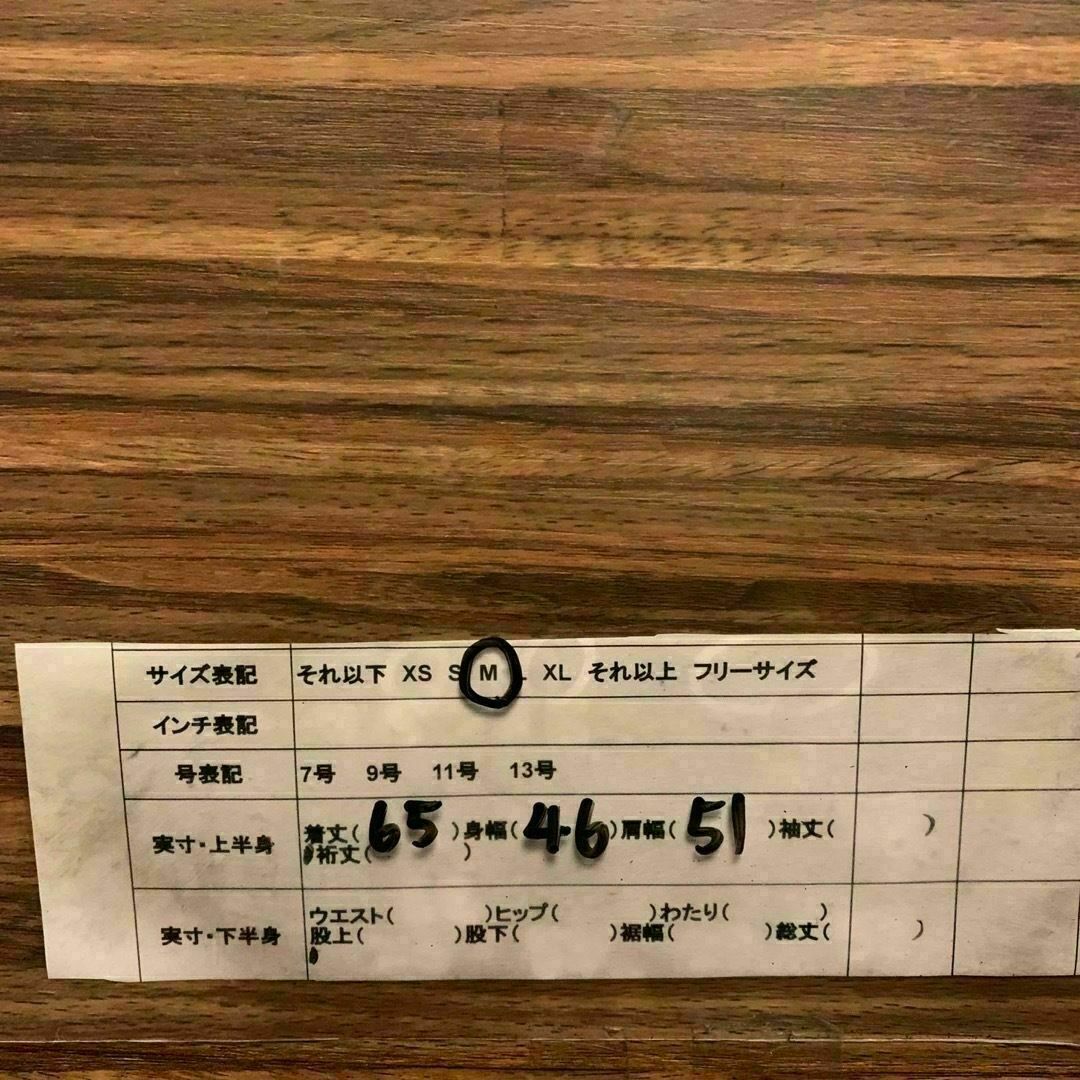 サイズ表記 それ以下 XS S M L XL それ以上 フリーサイズ
インチ表記
号表記 7号 9号 11号 13号
実寸・上半身 着丈( 65 )身幅( 46 )肩幅( 51 )袖丈( )
裄丈( )
実寸・下半身 ウエスト( )ヒップ( )わたり( )
股上( )股下( )裾幅( )総丈( )